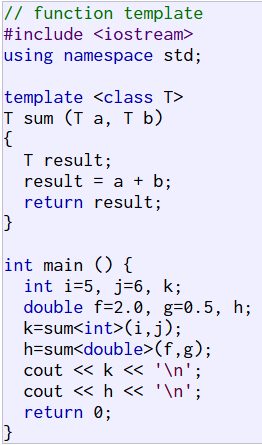 // function template
#include <iostream>
using namespace std;

template <class T>
T sum (T a, T b)
{
  T result;
  result = a + b;
  return result;
}

int main () {
  int i=5, j=6, k;
  double f=2.0, g=0.5, h;
  k=sum<int>(i,j);
  h=sum<double>(f,g);
  cout << k << '\n';
  cout << h << '\n';
  return 0;
}